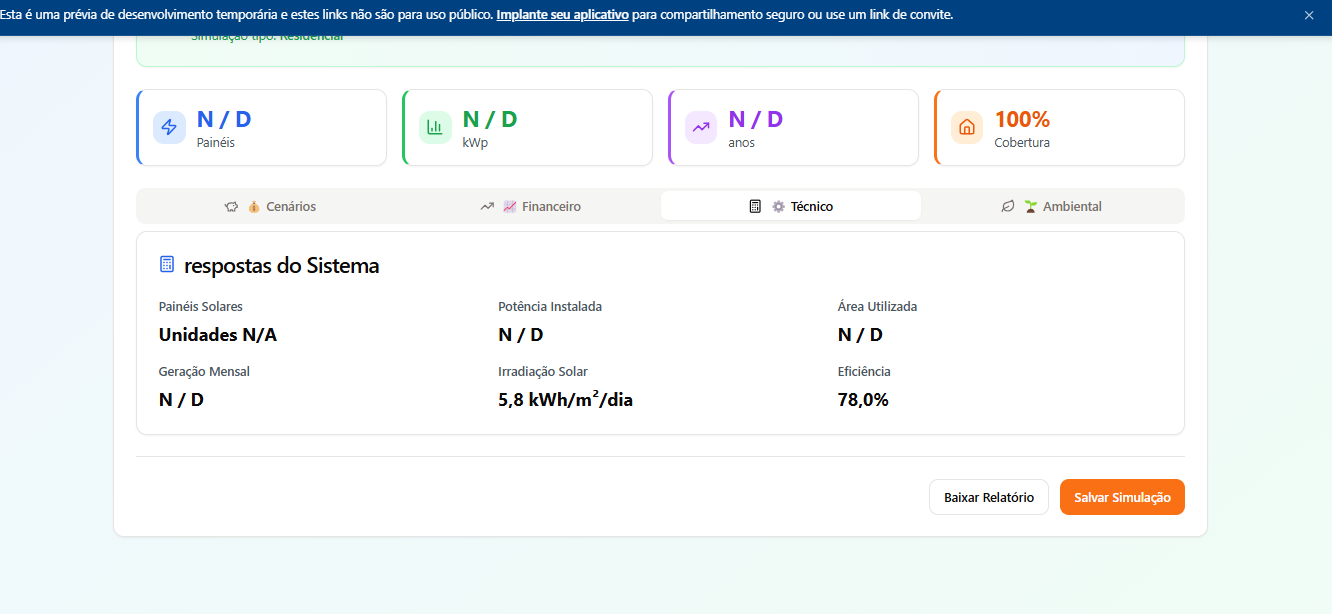 Esta é uma prévia de desenvolvimento temporária e estes links não são para uso público. Implante seu aplicativo para compartilhamento seguro ou use um link de convite.
Simulação tipo: Residencial
N / D
Painéis
N / D
kWp
N / D
anos
100%
Cobertura
Cenários
Financeiro
Técnico
Ambiental
respostas do Sistema
Painéis Solares
Potência Instalada
Área Utilizada
Unidades N/A
N / D
N / D
Geração Mensal
Irradiação Solar
Eficiência
N / D
5,8 kWh/m²/dia
78,0%
Baixar Relatório
Salvar Simulação